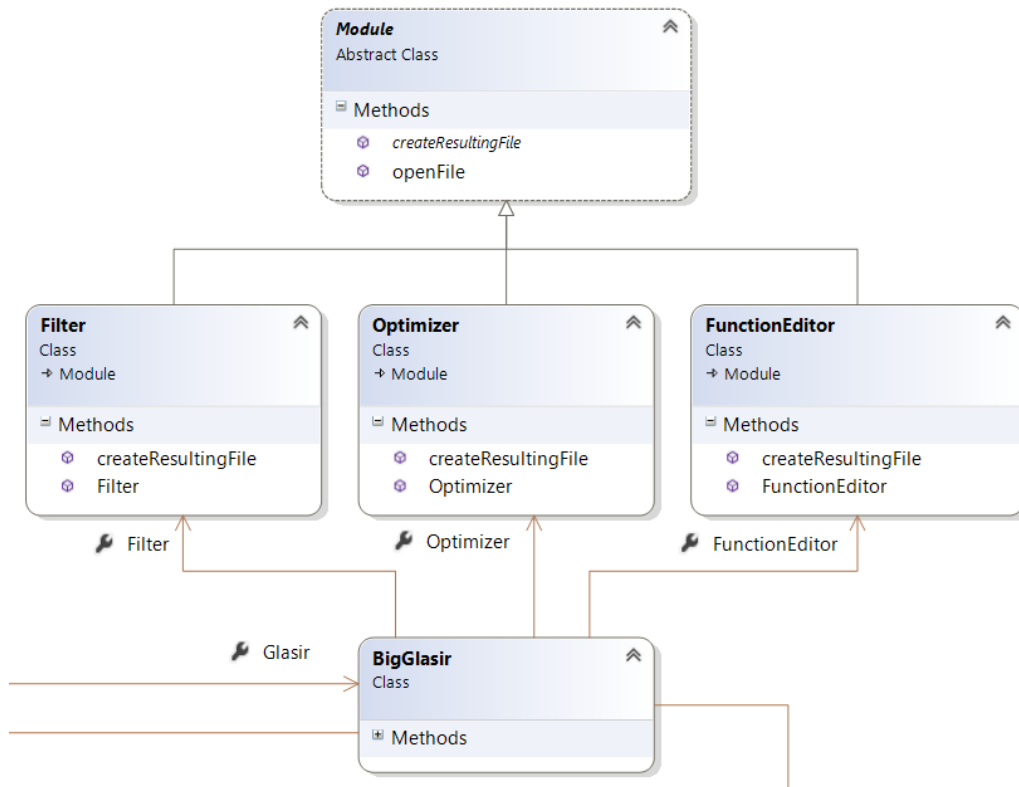 Module
Abstract Class
Methods
createResultingFile
openFile
Filter
Class
Module
Methods
createResultingFile
Filter
Optimizer
Class
Module
Methods
createResultingFile
Optimizer
FunctionEditor
Class
Module
Methods
createResultingFile
FunctionEditor
Filter
Optimizer
FunctionEditor
Glasir
BigGlasir
Class
Methods